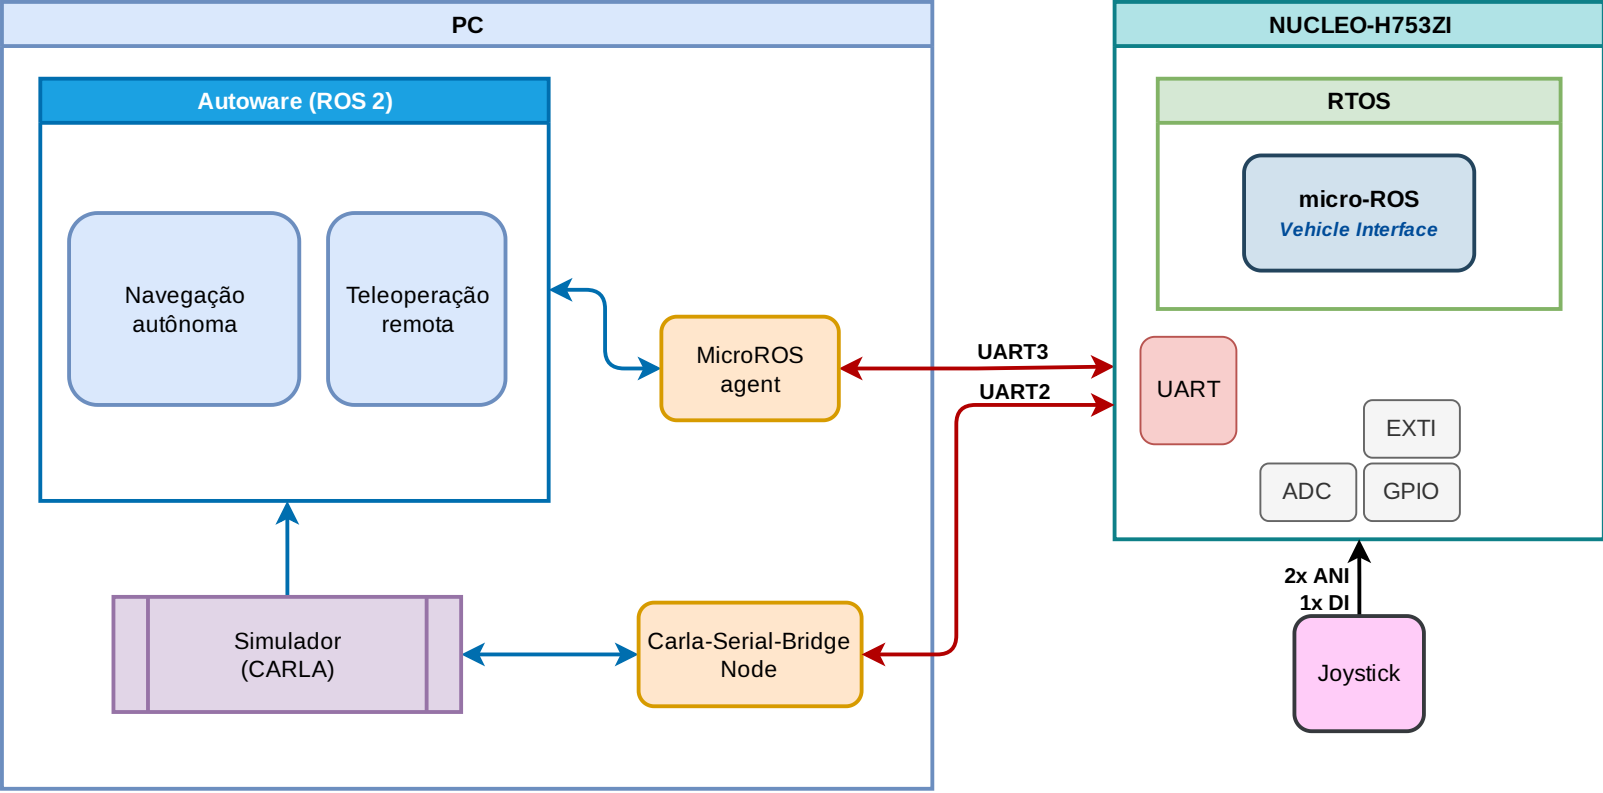 PC
Autoware (ROS 2)
Navegação
autônoma
Teleoperação
remota
MicroROS
agent
Simulador
(CARLA)
Carla-Serial-Bridge
Node
UART3
UART2
NUCLEO-H753ZI
RTOS
micro-ROS
Vehicle Interface
UART
EXTI
ADC
GPIO
2x ANI
1x DI
Joystick